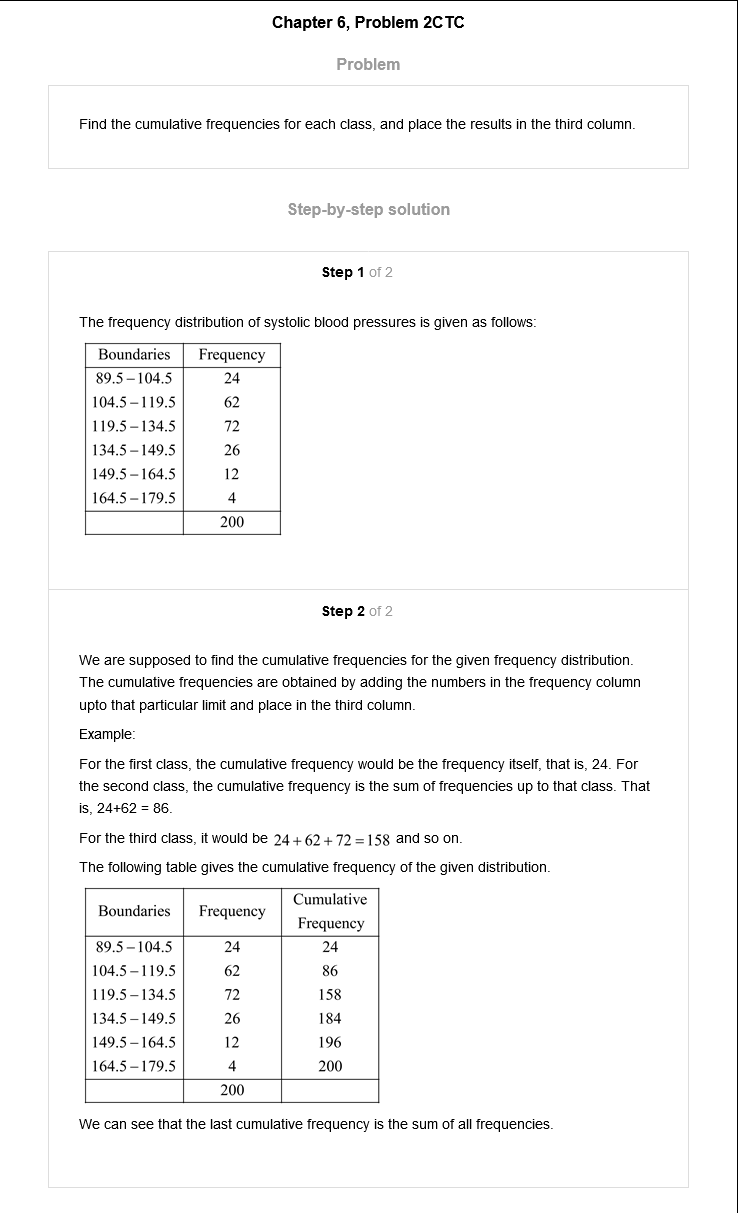 Chapter 6, Problem 2CTC
Problem
Find the cumulative frequencies for each class, and place the results in the third column.
Step-by-step solution
Step 1 of 2
The frequency distribution of systolic blood pressures is given as follows:
Boundaries Frequency
89.5–104.5 24
104.5–119.5 62
119.5–134.5 72
134.5–149.5 26
149.5–164.5 12
164.5–179.5 4
200
Step 2 of 2
We are supposed to find the cumulative frequencies for the given frequency distribution.
The cumulative frequencies are obtained by adding the numbers in the frequency column
upto that particular limit and place in the third column.
Example:
For the first class, the cumulative frequency would be the frequency itself, that is, 24. For
the second class, the cumulative frequency is the sum of frequencies up to that class. That
is, 24+62 = 86.
For the third class, it would be 24+62+72=158 and so on.
The following table gives the cumulative frequency of the given distribution.
Boundaries Frequency Cumulative
Frequency
89.5–104.5 24 24
104.5–119.5 62 86
119.5–134.5 72 158
134.5–149.5 26 184
149.5–164.5 12 196
164.5–179.5 4 200
200
We can see that the last cumulative frequency is the sum of all frequencies.